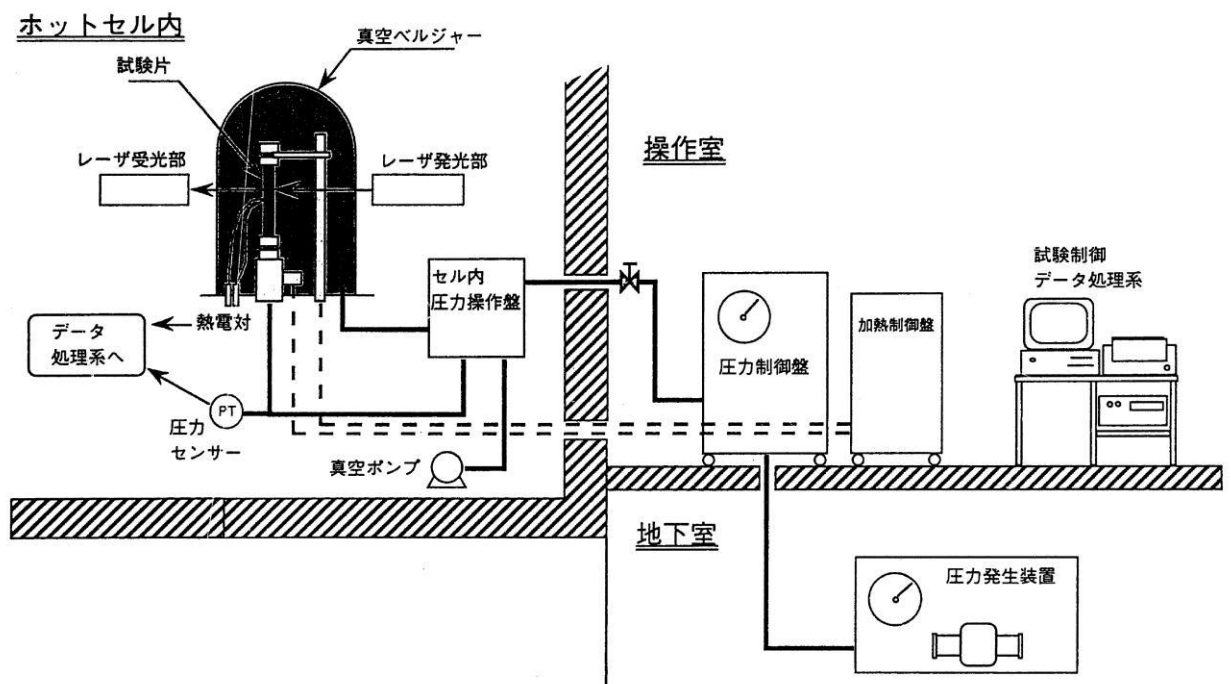 ホットセル内
真空ベルジャー
試験片
レーザ受光部
レーザ発光部
操作室
セル内
圧力操作盤
試験制御
データ処理系
加熱制御盤
圧力制御盤
熱電対
データ
処理系へ
PT
圧力
センサー
真空ポンプ
地下室
圧力発生装置